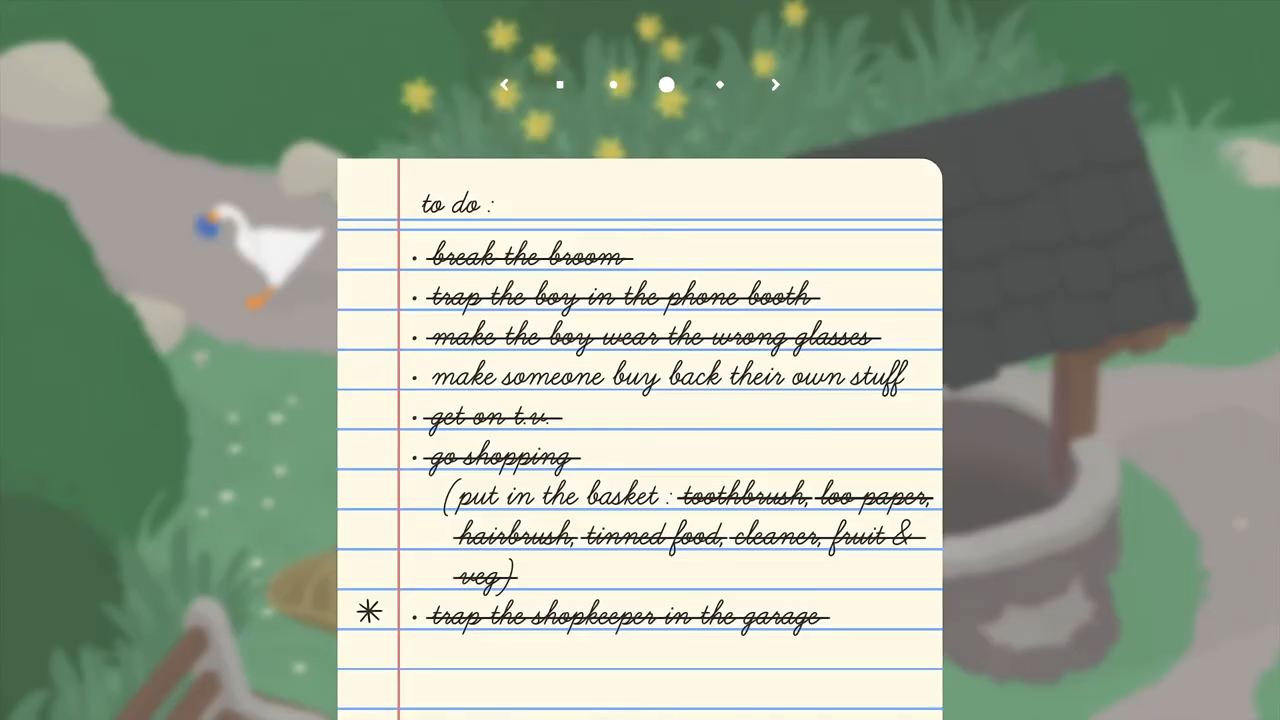 to do :
· break the broom
· trap the boy in the phone booth
· make the boy wear the wrong glasses
· make someone buy back their own stuff
· get on t.v.
· go shopping
(put in the basket : toothbrush, loo paper,
hairbrush, tinned food, cleaner, fruit &
veg)
· trap the shopkeeper in the garage